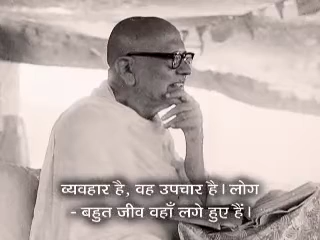 व्यवहार है, वह उपचार है। लोग
- बहुत जीव वहाँ लगे हुए हैं।